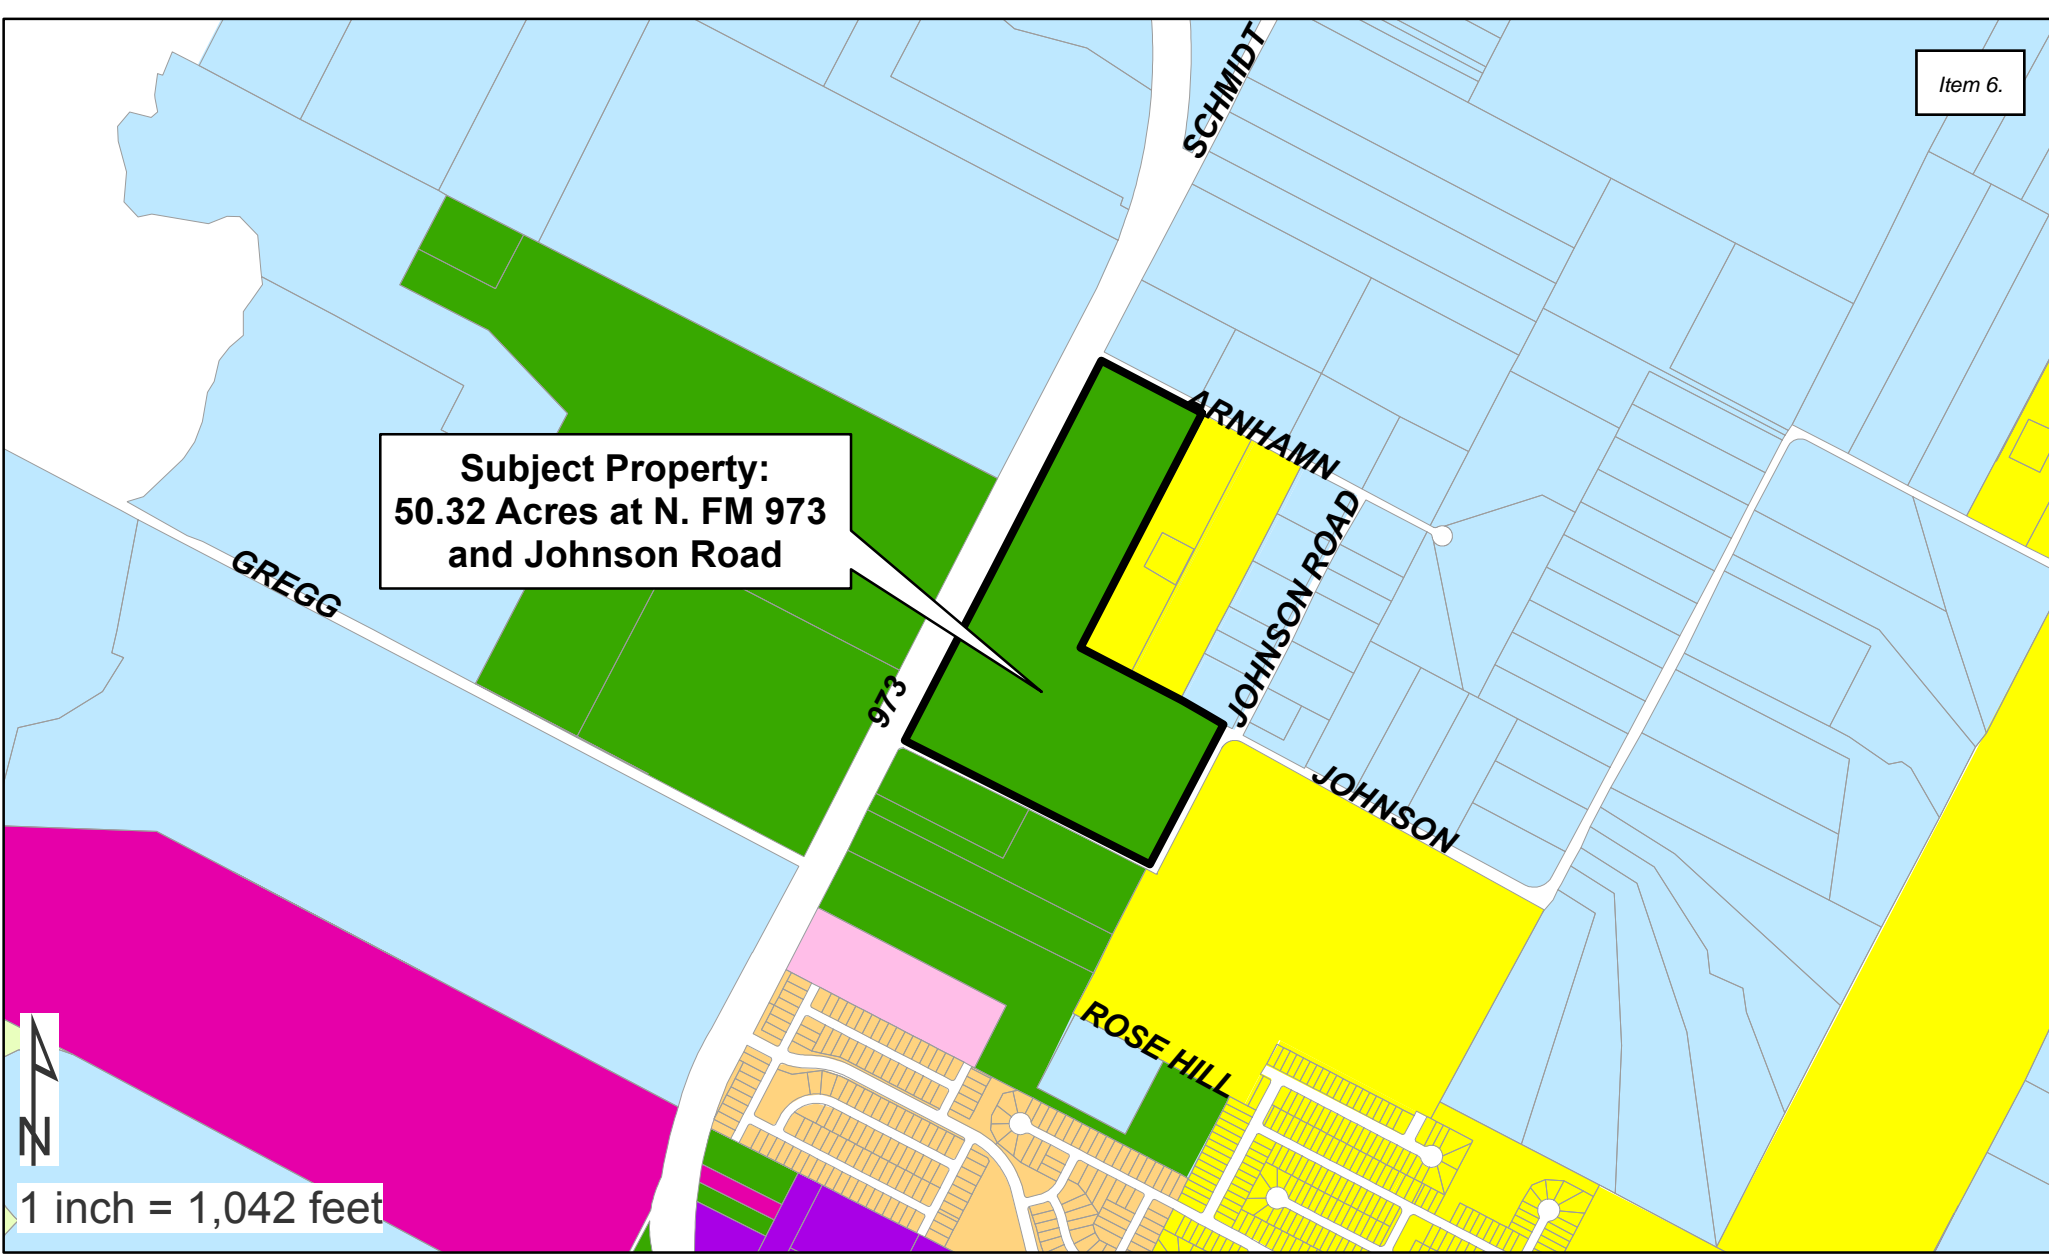 SCHMIDT
Item 6.
ARNHAMN
Subject Property:
50.32 Acres at N. FM 973
and Johnson Road
JOHNSON ROAD
GREGG
973
JOHNSON
ROSE HILL
N
1 inch = 1,042 feet